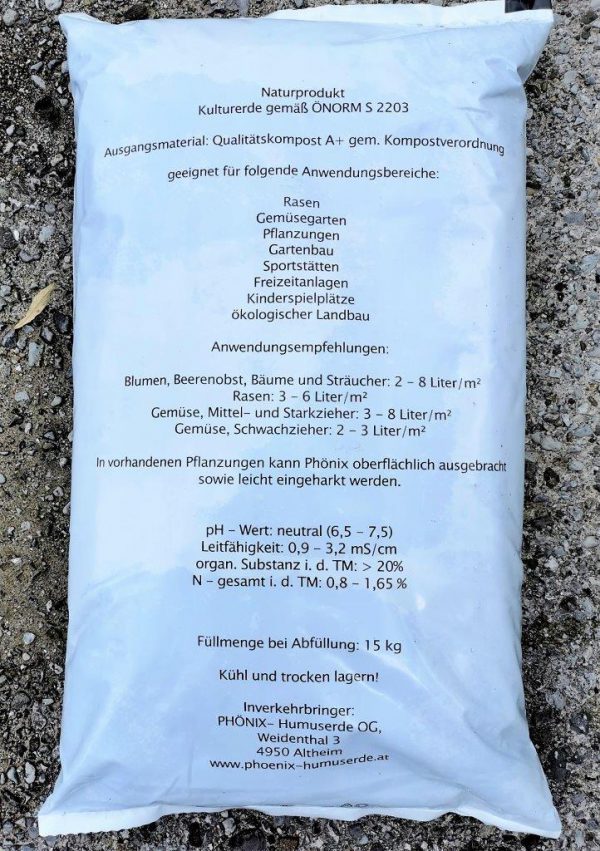 Naturprodukt
Kulturerde gemäß ÖNORM S 2203
Ausgangsmaterial: Qualitätskompost A+ gem. Kompostverordnung
geeignet für folgende Anwendungsbereiche:
Rasen
Gemüsegarten
Pflanzungen
Gartenbau
Sportstätten
Freizeitanlagen
Kinderspielplätze
ökologischer Landbau
Anwendungsempfehlungen:
Blumen, Beerenobst, Bäume und Sträucher: 2 – 8 Liter/m²
Rasen: 3 – 6 Liter/m²
Gemüse, Mittel- und Starkzieher: 3 – 8 Liter/m²
Gemüse, Schwachzieher: 2 – 3 Liter/m²
In vorhandenen Pflanzungen kann Phönix oberflächlich ausgebracht
sowie leicht eingeharkt werden.
pH – Wert: neutral (6,5 – 7,5)
Leitfähigkeit: 0,9 – 3,2 mS/cm
organ. Substanz i. d. TM: > 20%
N – gesamt i. d. TM: 0,8 – 1,65 %
Füllmenge bei Abfüllung: 15 kg
Kühl und trocken lagern!
Inverkehrbringer:
PHÖNIX– Humuserde OG,
Weidenthal 3
4950 Altheim
www.phoenix-humuserde.at